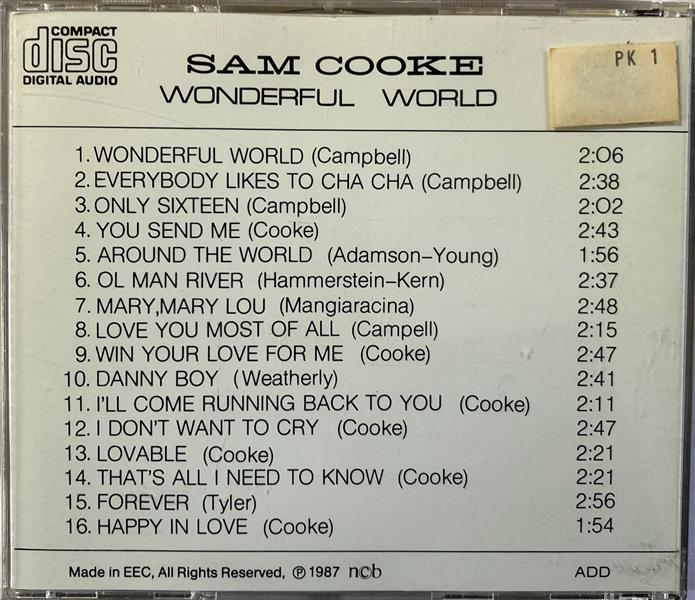 COMPACT
disc
DIGITAL AUDIO
SAM COOKE
WONDERFUL WORLD
PK 1
1. WONDERFUL WORLD (Campbell) 2:06
2. EVERYBODY LIKES TO CHA CHA (Campbell) 2:38
3. ONLY SIXTEEN (Campbell) 2:02
4. YOU SEND ME (Cooke) 2:43
5. AROUND THE WORLD (Adamson-Young) 1:56
6. OL MAN RIVER (Hammerstein-Kern) 2:37
7. MARY,MARY LOU (Mangiaracina) 2:48
8. LOVE YOU MOST OF ALL (Campell) 2:15
9. WIN YOUR LOVE FOR ME (Cooke) 2:47
10. DANNY BOY (Weatherly) 2:41
11. I'LL COME RUNNING BACK TO YOU (Cooke) 2:11
12. I DON'T WANT TO CRY (Cooke) 2:47
13. LOVABLE (Cooke) 2:21
14. THAT'S ALL I NEED TO KNOW (Cooke) 2:21
15. FOREVER (Tyler) 2:56
16. HAPPY IN LOVE (Cooke) 1:54
Made in EEC, All Rights Reserved, ℗ 1987 ncb ADD